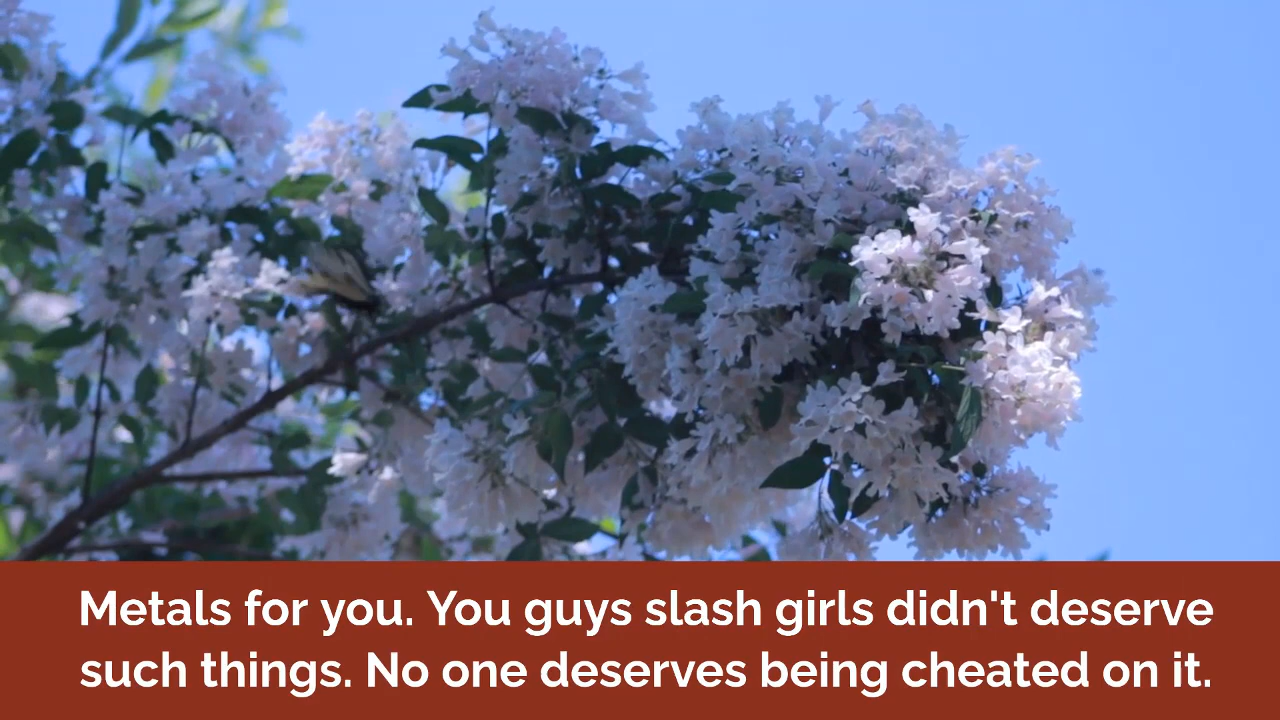 Metals for you. You guys slash girls didn't deserve
such things. No one deserves being cheated on it.